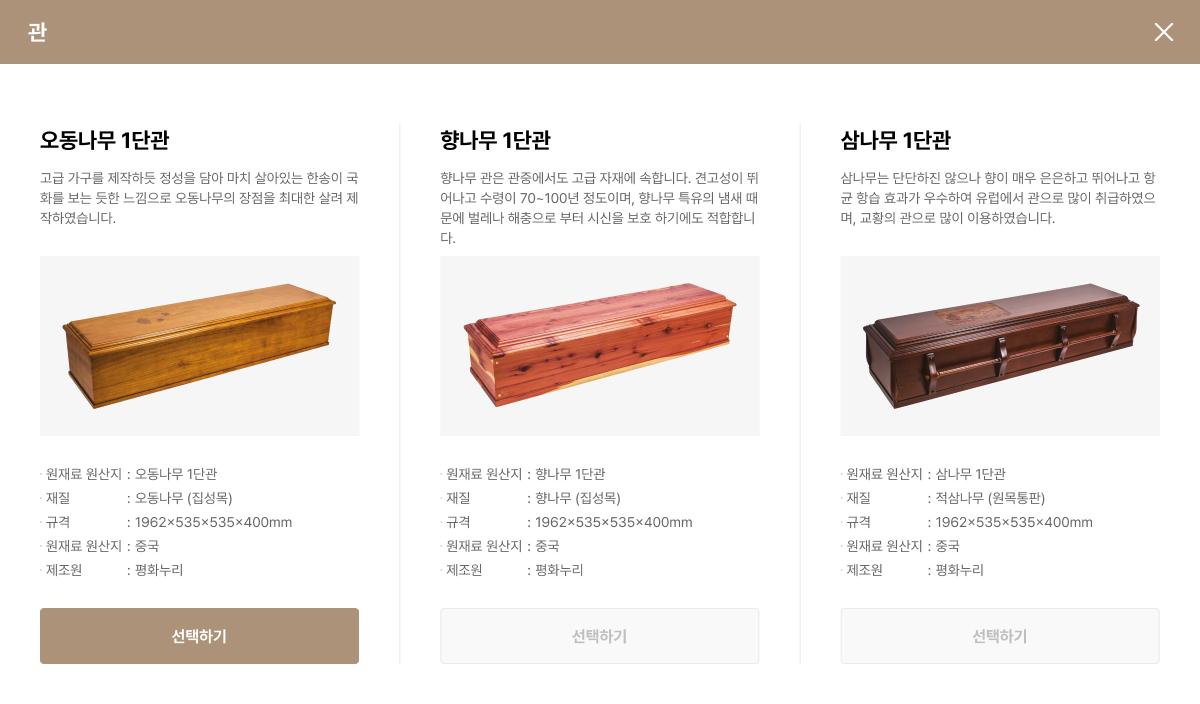 관
오동나무 1단관
고급 가구를 제작하듯 정성을 담아 마치 살아있는 한송이 국
화를 보는 듯한 느낌으로 오동나무의 장점을 최대한 살려 제
작하였습니다.
· 원재료 원산지 : 오동나무 1단관
· 재질 : 오동나무 (집성목)
· 규격 : 1962×535×535×400mm
· 원재료 원산지 : 중국
· 제조원 : 평화누리
선택하기
향나무 1단관
향나무 관은 관중에서도 고급 자재에 속합니다. 견고성이 뛰
어나고 수령이 70~100년 정도이며, 향나무 특유의 냄새 때
문에 벌레나 해충으로 부터 시신을 보호 하기에도 적합합니
다.
· 원재료 원산지 : 향나무 1단관
· 재질 : 향나무 (집성목)
· 규격 : 1962×535×535×400mm
· 원재료 원산지 : 중국
· 제조원 : 평화누리
선택하기
삼나무 1단관
삼나무는 단단하진 않으나 향이 매우 은은하고 뛰어나고 항
균 항습 효과가 우수하여 유럽에서 관으로 많이 취급하였으
며, 교황의 관으로 많이 이용하였습니다.
· 원재료 원산지 : 삼나무 1단관
· 재질 : 적삼나무 (원목통판)
· 규격 : 1962×535×535×400mm
· 원재료 원산지 : 중국
· 제조원 : 평화누리
선택하기